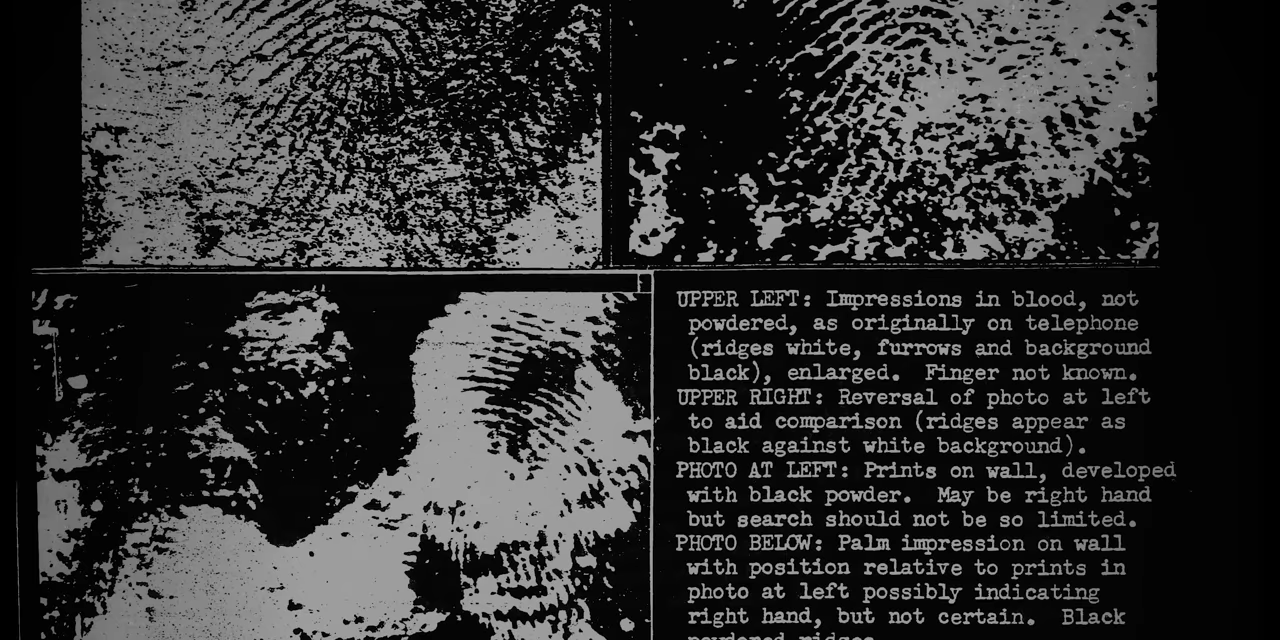 UPPER LEFT: Impressions in blood, not
powdered, as originally on telephone
(ridges white, furrows and background
black), enlarged.  Finger not known.
UPPER RIGHT: Reversal of photo at left
to aid comparison (ridges appear as
black against white background).
PHOTO AT LEFT: Prints on wall, developed
with black powder.  May be right hand
but search should not be so limited.
PHOTO BELOW: Palm impression on wall
with position relative to prints in
photo at left possibly indicating
right hand, but not certain.  Black
powdered ridges.